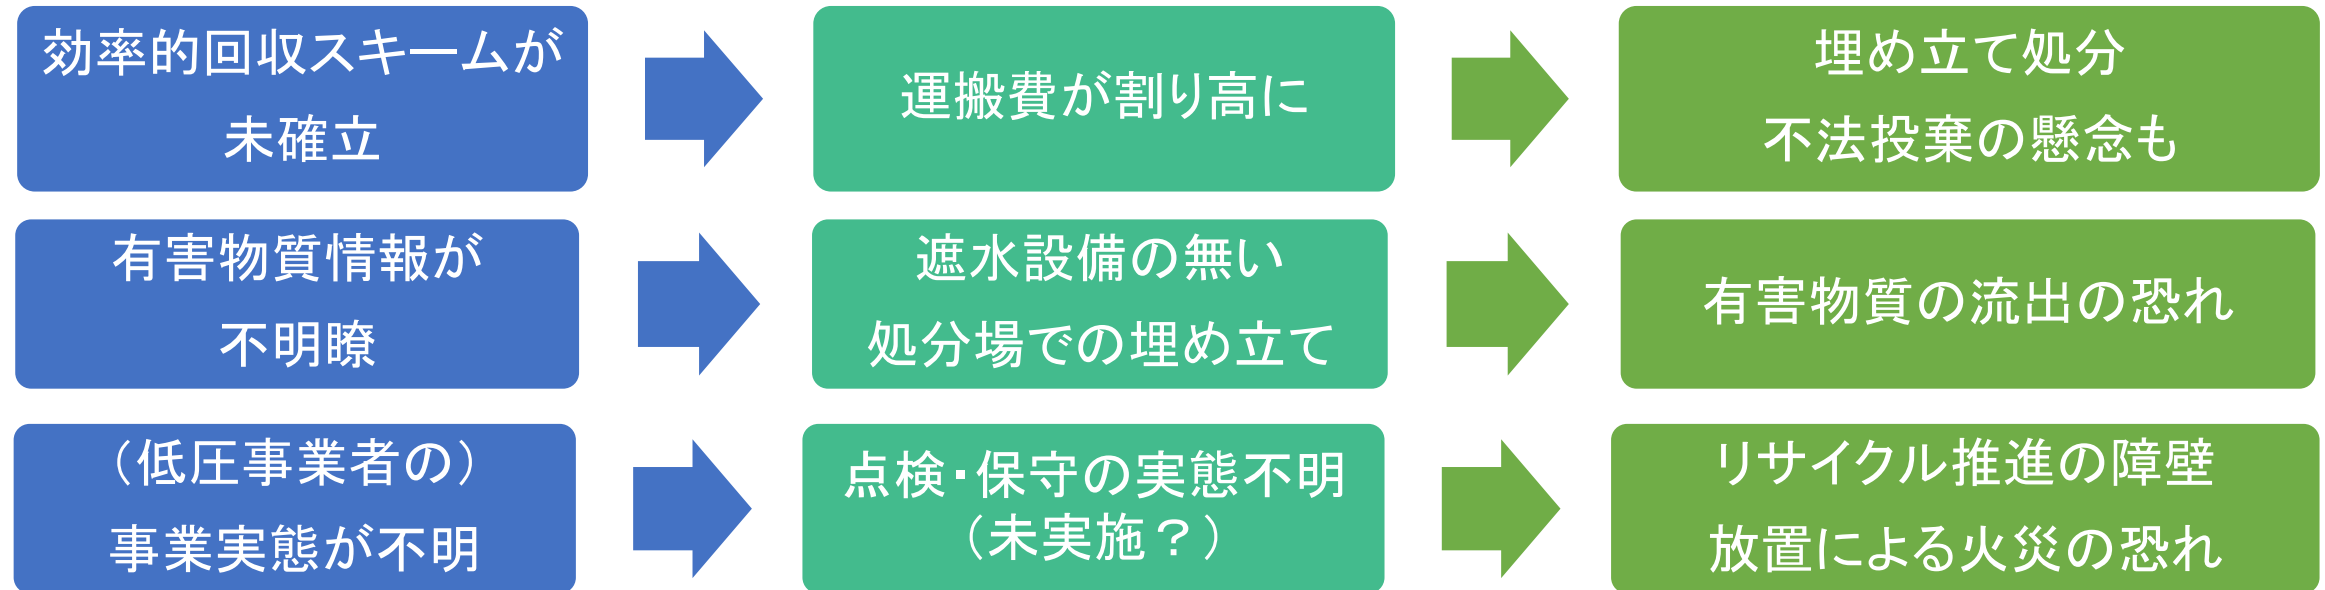 効率的回収スキームが
未確立
運搬費が割り高に
埋め立て処分
不法投棄の懸念も
有害物質情報が
不明瞭
遮水設備の無い
処分場での埋め立て
有害物質の流出の恐れ
（低圧事業者の）
事業実態が不明
点検・保守の実態不明
（未実施？）
リサイクル推進の障壁
放置による火災の恐れ